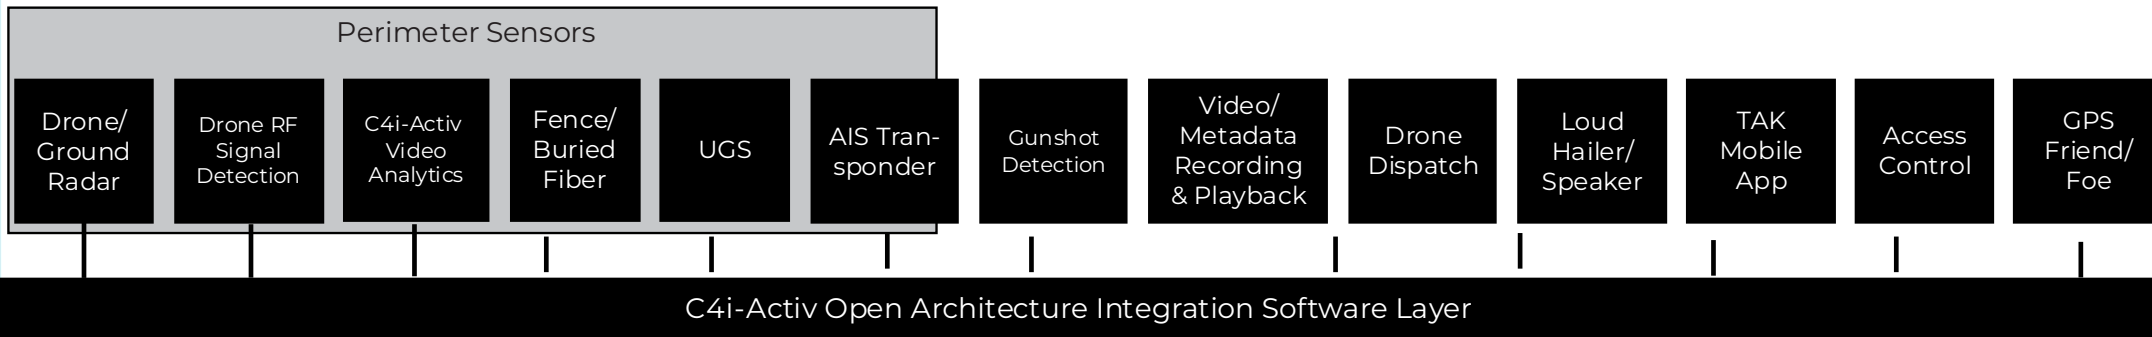 Perimeter Sensors
Drone/
Ground
Radar
Drone RF
Signal
Detection
C4i-Activ
Video
Analytics
Fence/
Buried
Fiber
UGS
AIS Tran-
sponder
Gunshot
Detection
Video/
Metadata
Recording
& Playback
Drone
Dispatch
Loud
Hailer/
Speaker
TAK
Mobile
App
Access
Control
GPS
Friend/
Foe
C4i-Activ Open Architecture Integration Software Layer